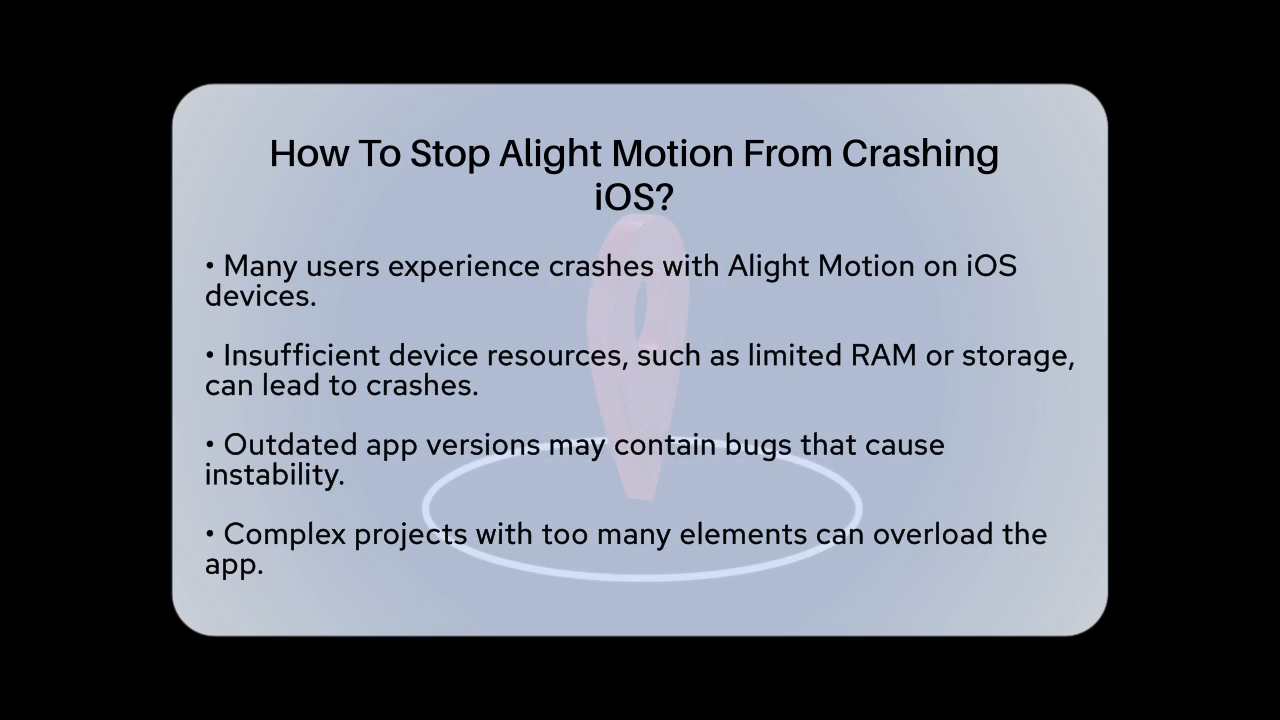 How To Stop Alight Motion From Crashing
iOS?
• Many users experience crashes with Alight Motion on iOS
devices.
• Insufficient device resources, such as limited RAM or storage,
can lead to crashes.
• Outdated app versions may contain bugs that cause
instability.
• Complex projects with too many elements can overload the
app.